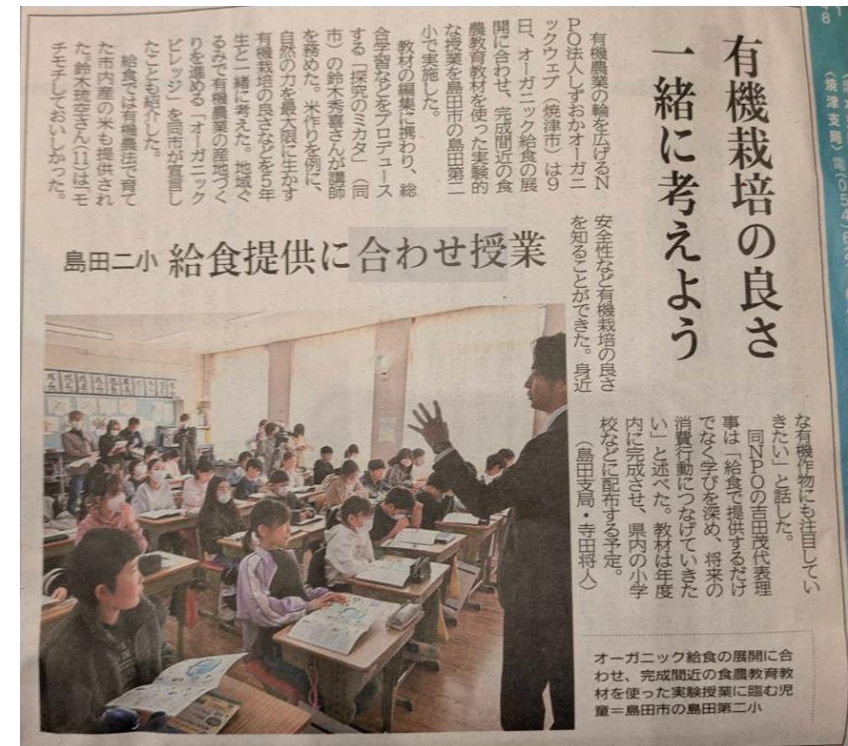 有機栽培の良さ
一緒に考えよう
島田二小 給食提供に合わせ授業
有機農業の輪を広げるN
PO法人しずおかオーガニ
ックウェブ（焼津市）は9
日、オーガニック給食の展
開に合わせ、完成間近の食
農教育教材を使った実験的
な授業を島田市の島田第二
小で実施した。
教材の編集に携わり、総
合学習などをプロデュース
する「探究のミカタ」（同
市）の鈴木秀喜さんが講師
を務めた。米作りを例に、
自然の力を最大限に生かす
有機栽培の良さなどを5年
生と一緒に考えた。地域ぐ
るみで有機農業の産地づく
りを進める「オーガニック
ビレッジ」を同市が宣言し
たことも紹介した。
給食では有機農法で育て
た市内産の米も提供され
た。鈴木琉空さん(11)は「モ
チモチしておいしかった。
安全性など有機栽培の良さ
を知ることができた。身近
な有機作物にも注目してい
きたい」と話した。
同NPOの吉田茂代表理
事は「給食で提供するだけ
でなく学びを深め、将来の
消費行動につなげていきた
い」と述べた。教材は年度
内に完成させ、県内の小学
校などに配布する予定。
（島田支局・寺田将人）
オーガニック給食の展開に合
わせ、完成間近の食農教育教
材を使った実験授業に臨む児
童＝島田市の島田第二小